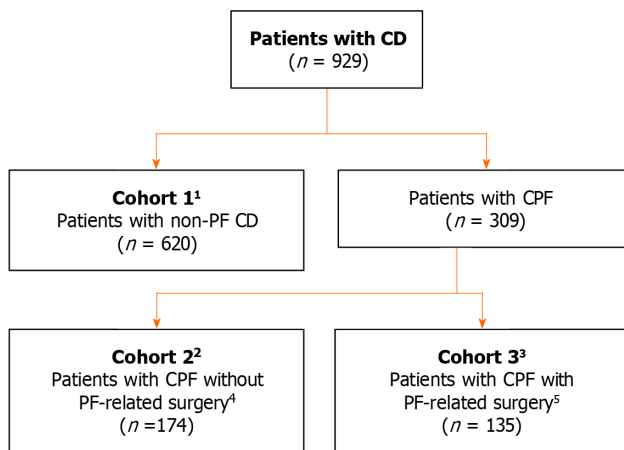 Patients with CD
(n = 929)
Cohort 1¹
Patients with non-PF CD
(n = 620)
Patients with CPF
(n = 309)
Cohort 2²
Patients with CPF without
PF-related surgery⁴
(n =174)
Cohort 3³
Patients with CPF with
PF-related surgery⁵
(n = 135)